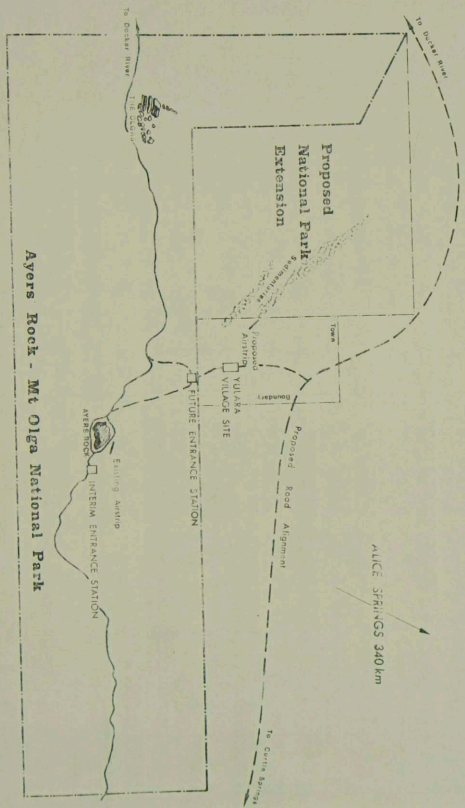 To Docker River
To Docker River
THE OLGAS
Proposed
National Park
Extension
Sedimentaries
Town
Boundary
Proposed
Airstrip
YULARA
VILLAGE SITE
FUTURE ENTRANCE STATION
Proposed Road Alignment
ALICE SPRINGS 340 km
To Curtin Springs
AYERS ROCK
Existing Airstrip
INTERIM ENTRANCE STATION
Ayers Rock - Mt Olga National Park